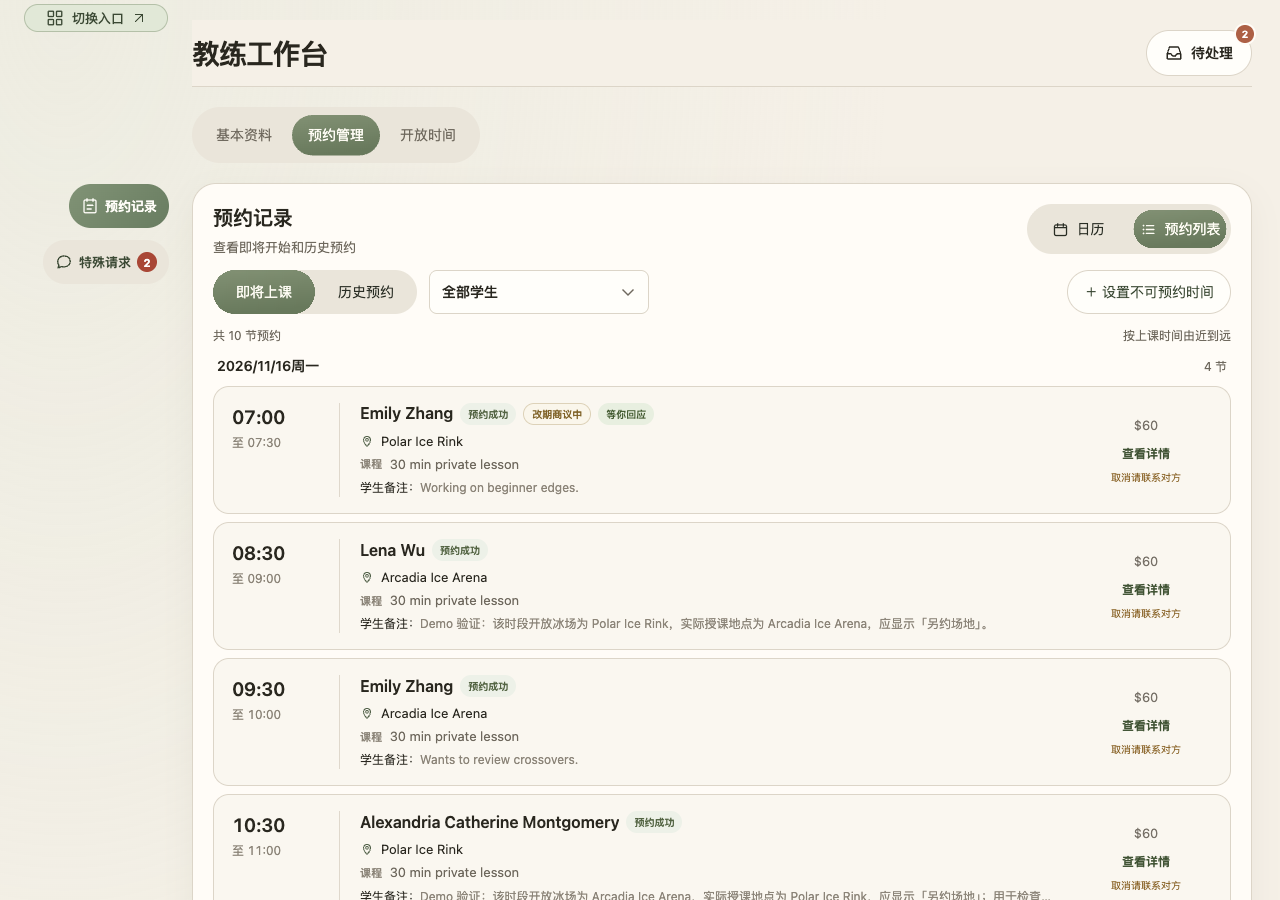 切换入口
教练工作台
待处理
2
基本资料
预约管理
开放时间
预约记录
特殊请求 2
预约记录
查看即将开始和历史预约
日历
预约列表
即将上课
历史预约
全部学生
+ 设置不可预约时间
共 10 节预约
按上课时间由近到远
2026/11/16周一
4 节
07:00
至 07:30
Emily Zhang 预约成功 改期商议中 等你回应
Polar Ice Rink
课程 30 min private lesson
学生备注：Working on beginner edges.
$60
查看详情
取消请联系对方
08:30
至 09:00
Lena Wu 预约成功
Arcadia Ice Arena
课程 30 min private lesson
学生备注：Demo 验证：该时段开放冰场为 Polar Ice Rink，实际授课地点为 Arcadia Ice Arena，应显示「另约场地」。
$60
查看详情
取消请联系对方
09:30
至 10:00
Emily Zhang 预约成功
Arcadia Ice Arena
课程 30 min private lesson
学生备注：Wants to review crossovers.
$60
查看详情
取消请联系对方
10:30
至 11:00
Alexandria Catherine Montgomery 预约成功
Polar Ice Rink
课程 30 min private lesson
学生备注：Demo 验证：该时段开放冰场为 Arcadia Ice Arena，实际授课地点为 Polar Ice Rink，应显示「另约场地」；用于检查…
$60
查看详情
取消请联系对方